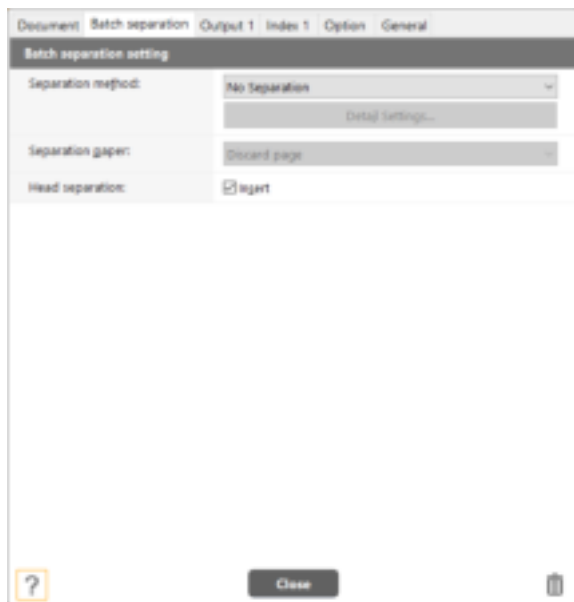 Document Batch separation Output 1 Index 1 Option General
Batch separation setting
Separation method: No Separation
Detail Settings...
Separation paper: Discard page
Head separation: Insert
? Close